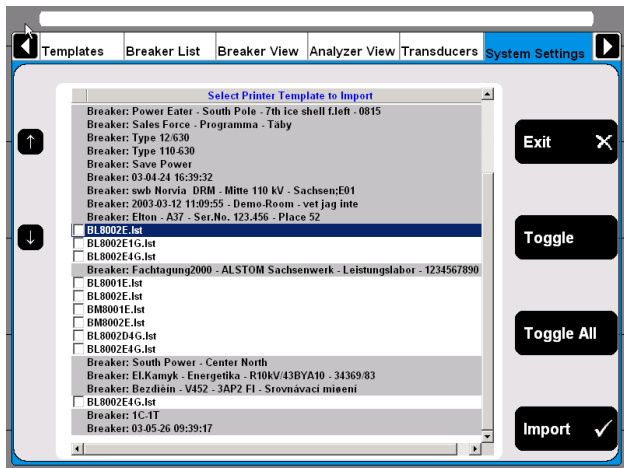 Templates Breaker List Breaker View Analyzer View Transducers System Settings
Select Printer Template to Import
Breaker: Power Eater - South Pole - 7th ice shell f.left - 0815
Breaker: Sales Force - Programma - Täby
Breaker: Type 12/630
Breaker: Type 110-630
Breaker: Save Power
Breaker: 03-04-24 16:39:32
Breaker: swb Norvia DRM - Mitte 110 kV - Sachsen;E01
Breaker: 2003-03-12 11:09:55 - Demo-Room - vet jag inte
Breaker: Elton - A37 - Ser.No. 123.456 - Place 52
BL8002E.lst
BL8002E1G.lst
BL8002E4G.lst
Breaker: Fachtagung2000 - ALSTOM Sachsenwerk - Leistungslabor - 1234567890
BL8001E.lst
BL8002E.lst
BM8001E.lst
BM8002E.lst
BL8002D4G.lst
BL8002E4G.lst
Breaker: South Power - Center North
Breaker: El.Kamyk - Energetika - R10kV/43BYA10 - 34369/83
Breaker: Bezdièín - V452 - 3AP2 FI - Srovnávací mìøení
BL8002E4G.lst
Breaker: 1C-1T
Breaker: 03-05-26 09:39:17
Exit
Toggle
Toggle All
Import